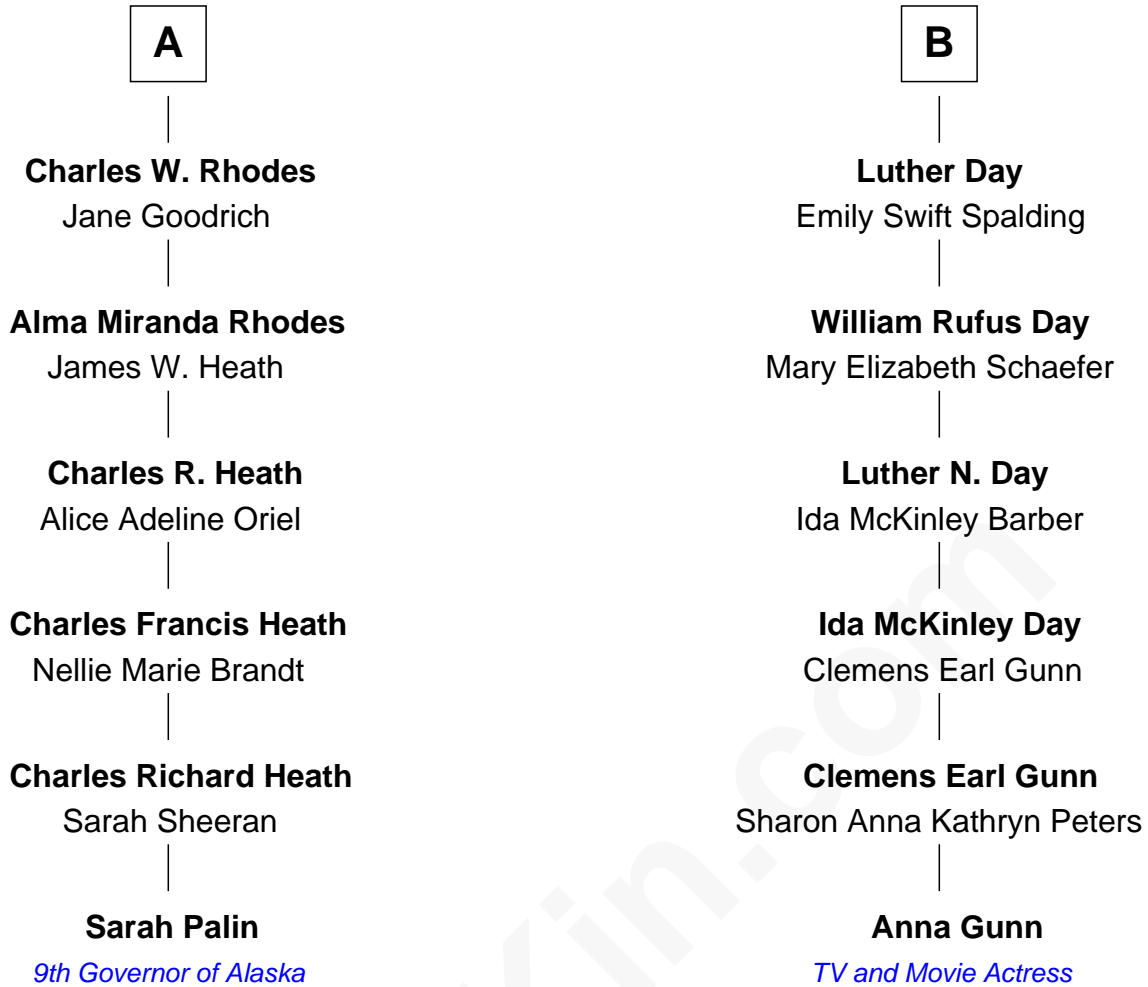 A
Charles W. Rhodes
Jane Goodrich
Alma Miranda Rhodes
James W. Heath
Charles R. Heath
Alice Adeline Oriel
Charles Francis Heath
Nellie Marie Brandt
Charles Richard Heath
Sarah Sheeran
Sarah Palin
9th Governor of Alaska
B
Luther Day
Emily Swift Spalding
William Rufus Day
Mary Elizabeth Schaefer
Luther N. Day
Ida McKinley Barber
Ida McKinley Day
Clemens Earl Gunn
Clemens Earl Gunn
Sharon Anna Kathryn Peters
Anna Gunn
TV and Movie Actress